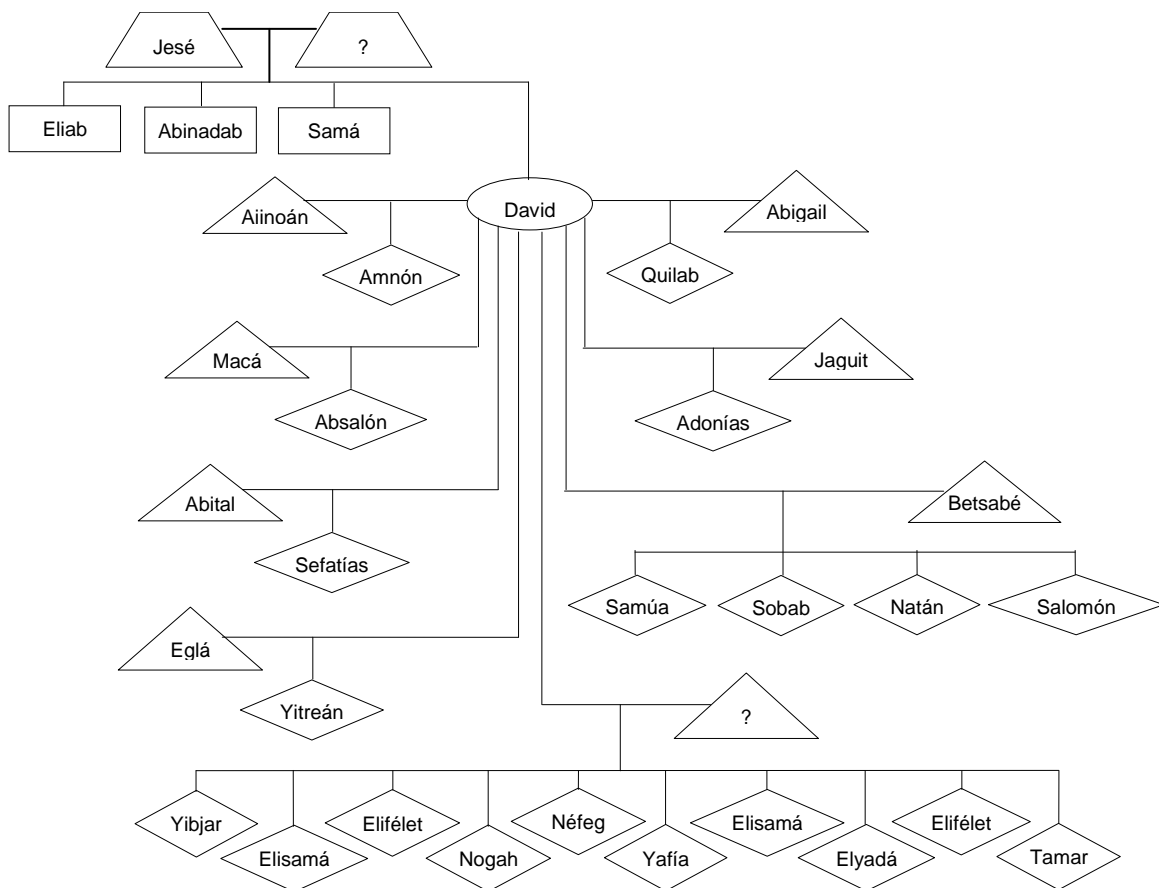 Jesé
?
Eliab
Abinadab
Samá
Aiinoán
David
Abigail
Amnón
Quilab
Macá
Jaguit
Absalón
Adonías
Abital
Betsabé
Sefatías
Samúa
Sobab
Natán
Salomón
Eglá
Yitreán
?
Yibjar
Elifélet
Néfeg
Elisamá
Elifélet
Elisamá
Nogah
Yafía
Elyadá
Tamar